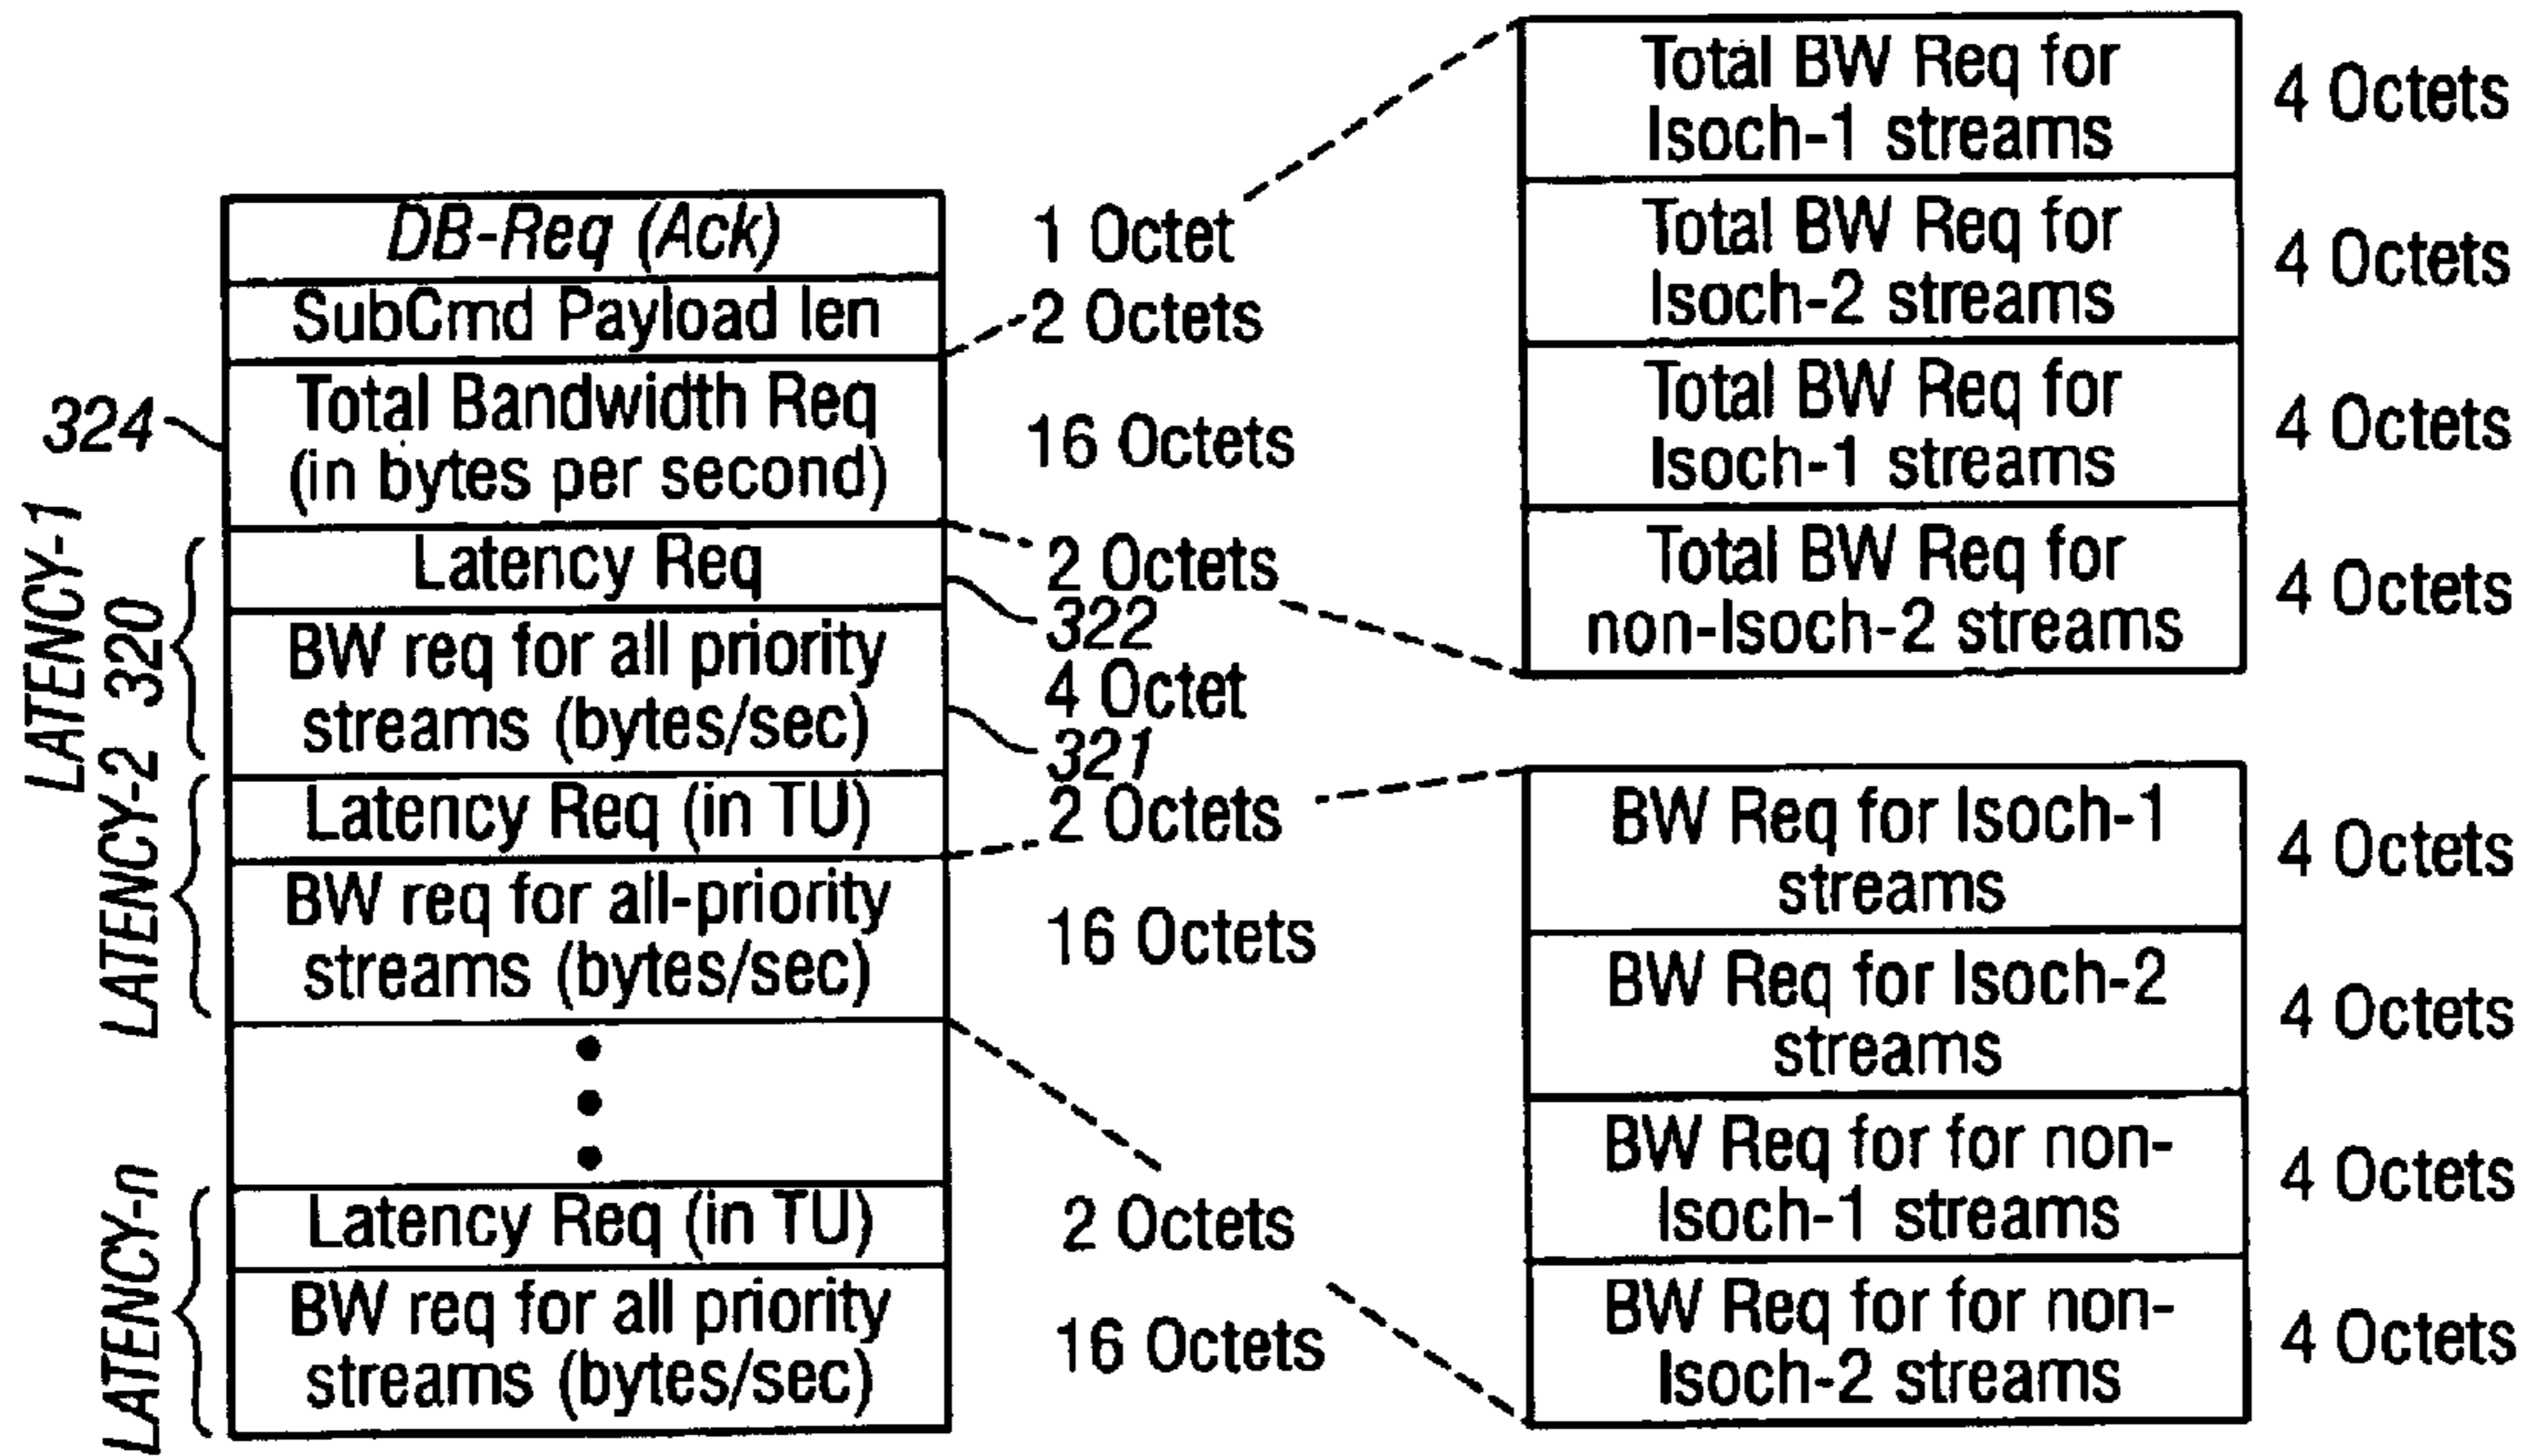 DB-Req (Ack)
1 Octet
SubCmd Payload len
2 Octets
324
Total Bandwidth Req
(in bytes per second)
16 Octets
LATENCY-1
320
Latency Req
2 Octets
322
BW req for all priority
streams (bytes/sec)
4 Octet
321
LATENCY-2
Latency Req (in TU)
2 Octets
BW req for all-priority
streams (bytes/sec)
16 Octets
LATENCY-n
Latency Req (in TU)
2 Octets
BW req for all priority
streams (bytes/sec)
16 Octets
Total BW Req for
Isoch-1 streams
4 Octets
Total BW Req for
Isoch-2 streams
4 Octets
Total BW Req for
Isoch-1 streams
4 Octets
Total BW Req for
non-Isoch-2 streams
4 Octets
BW Req for Isoch-1
streams
4 Octets
BW Req for Isoch-2
streams
4 Octets
BW Req for for non-
Isoch-1 streams
4 Octets
BW Req for for non-
Isoch-2 streams
4 Octets